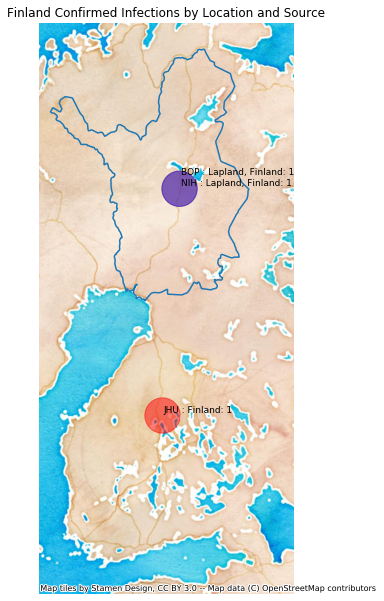 Finland Confirmed Infections by Location and Source
BOP : Lapland, Finland: 1
NIH : Lapland, Finland: 1
JHU : Finland: 1
Map tiles by Stamen Design, CC BY 3.0 -- Map data (C) OpenStreetMap contributors